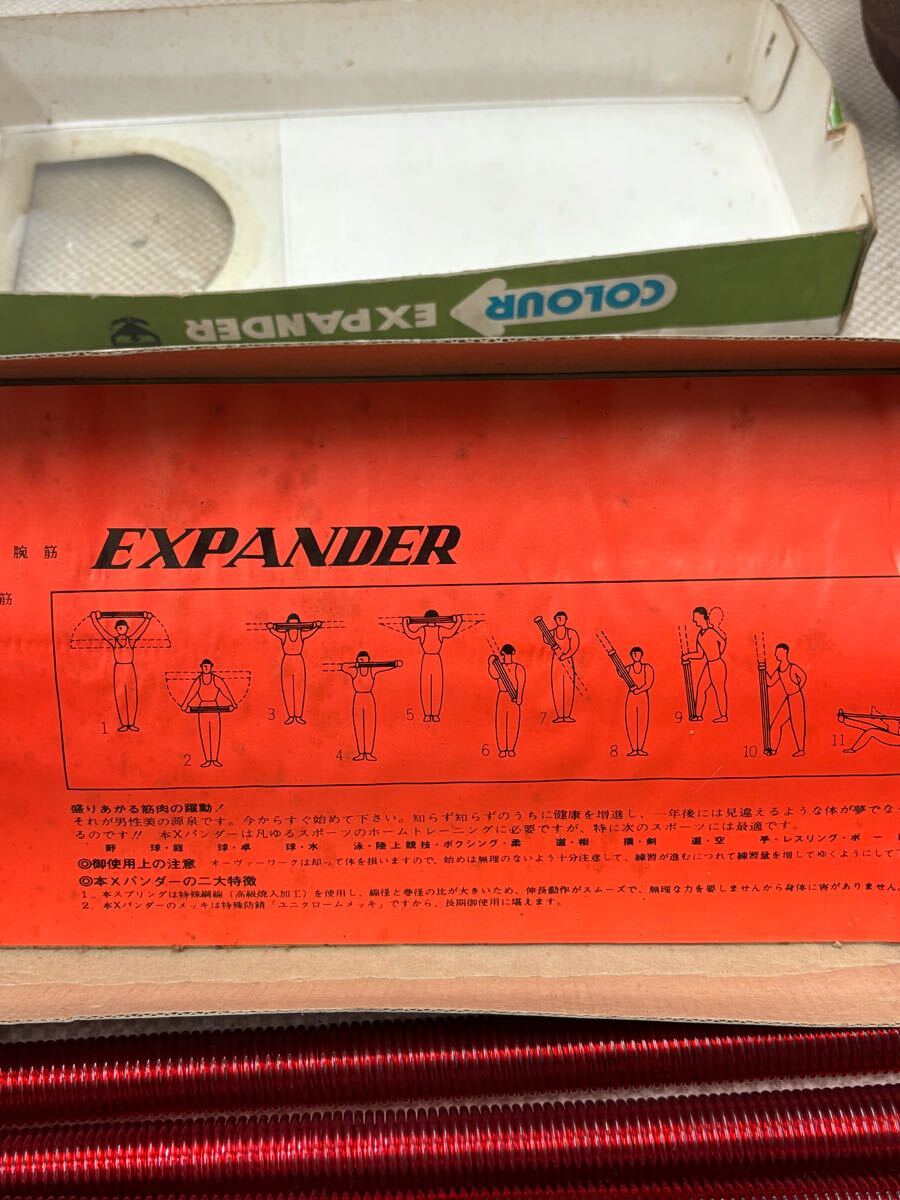 COLOUR
EXPANDER
腕筋
筋
EXPANDER
1
2
3
4
5
6
7
8
9
10
11
盛りあがる筋肉の躍動!
それが男性美の源泉です。今からすぐ始めて下さい。知らず知らずのうちに健康を増進し、一年後には見違えるような体が夢でな
るのです!! 本Xパンダーは凡ゆるスポーツのホームトレーニングに必要ですが、特に次のスポーツには最適です。
野球・庭球・卓球・水泳・陸上競技・ボクシング・柔道・相撲・剣道・空手・レスリング・ボー
◎御使用上の注意 オーヴァーワークは却って体を損いますので、始めは無理のないよう十分注意して、練習が進むにつれて練習量を増してゆくようにして
◎本Xパンダーの二大特徴
1.、本スプリングは特殊鋼線(高級焼入加工)を使用し、線径と巻径の比が大きいため、伸長動作がスムーズで、無理な力を要しませんから身体に害がありません。
2. 本Xパンダーのメッキは特殊防錆「ユニクロームメッキ」ですから、長期御使用に堪えます。